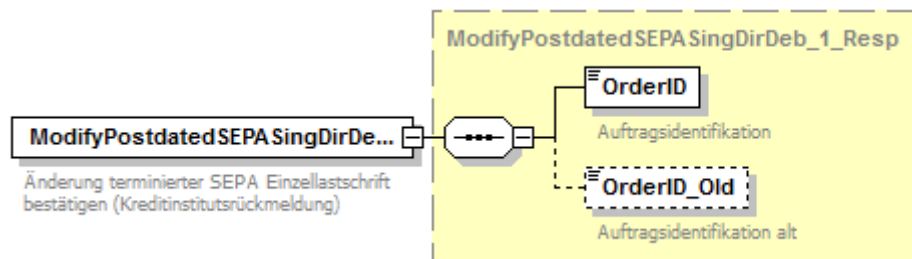 ModifyPostdatedSEPASingDirDeb_1_Resp
OrderID
Auftragsidentifikation
ModifyPostdatedSEPASingDirDe...
Änderung terminierter SEPA Einzellastschrift
bestätigen (Kreditinstitutsrückmeldung)
OrderID_Old
Auftragsidentifikation alt